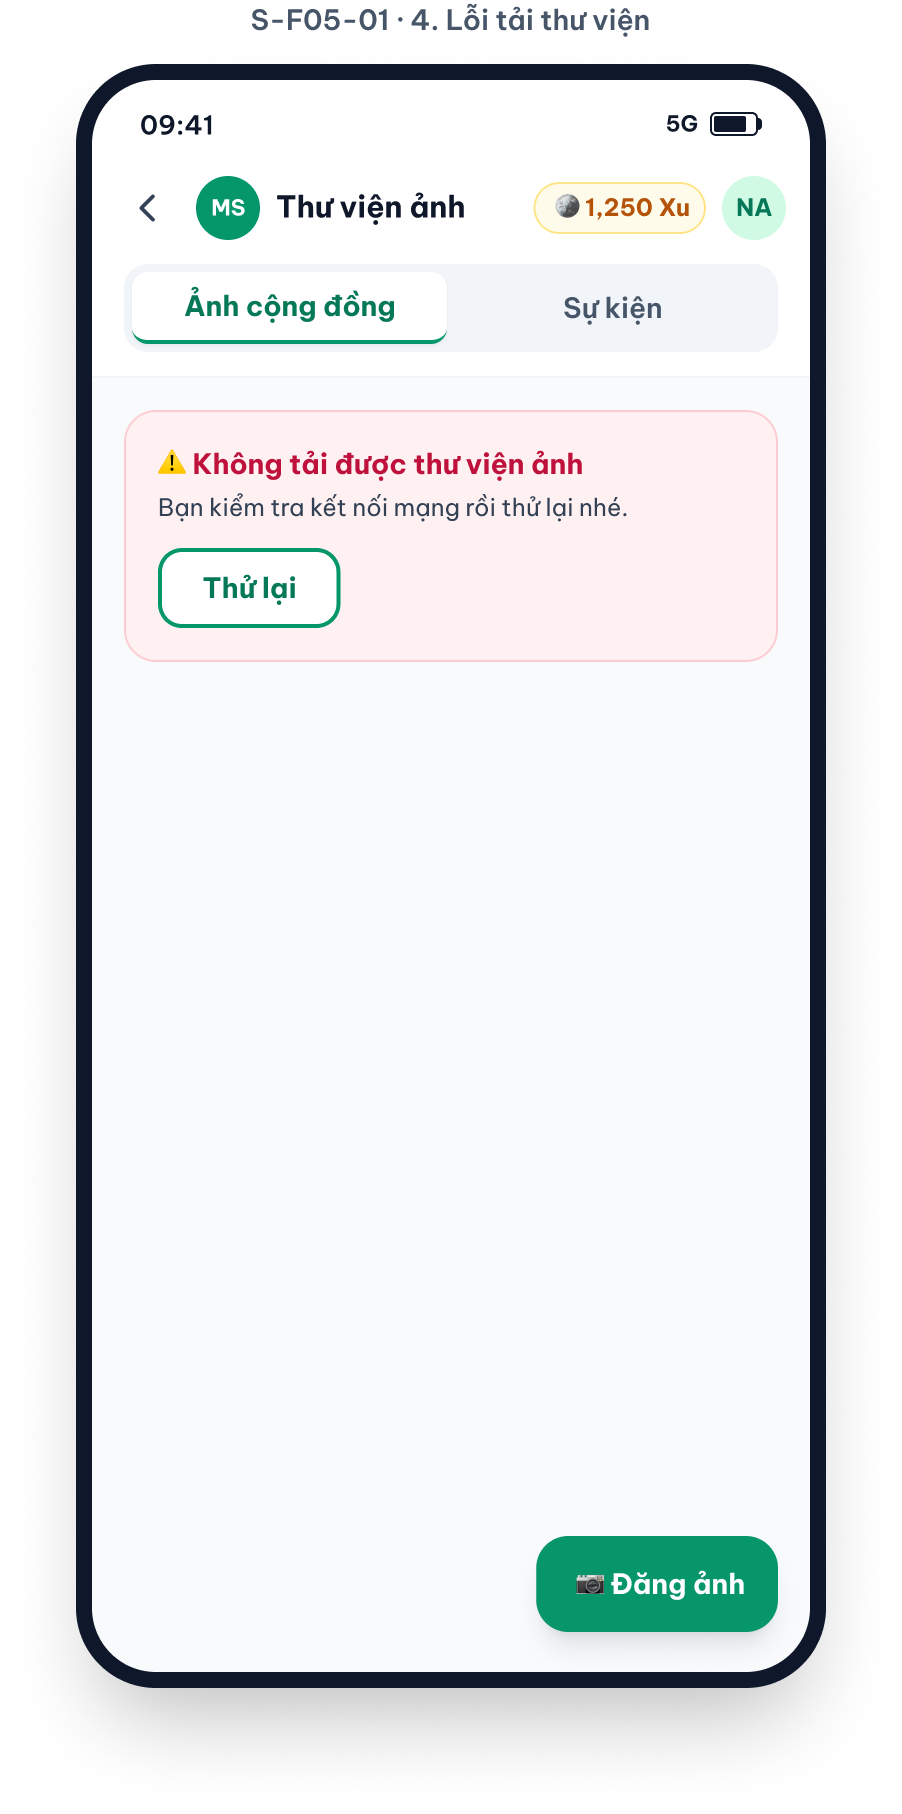 S-F05-01 · 4. Lỗi tải thư viện
09:41
5G
MS
Thư viện ảnh
1,250 Xu
NA
Ảnh cộng đồng
Sự kiện
Không tải được thư viện ảnh
Bạn kiểm tra kết nối mạng rồi thử lại nhé.
Thử lại
Đăng ảnh